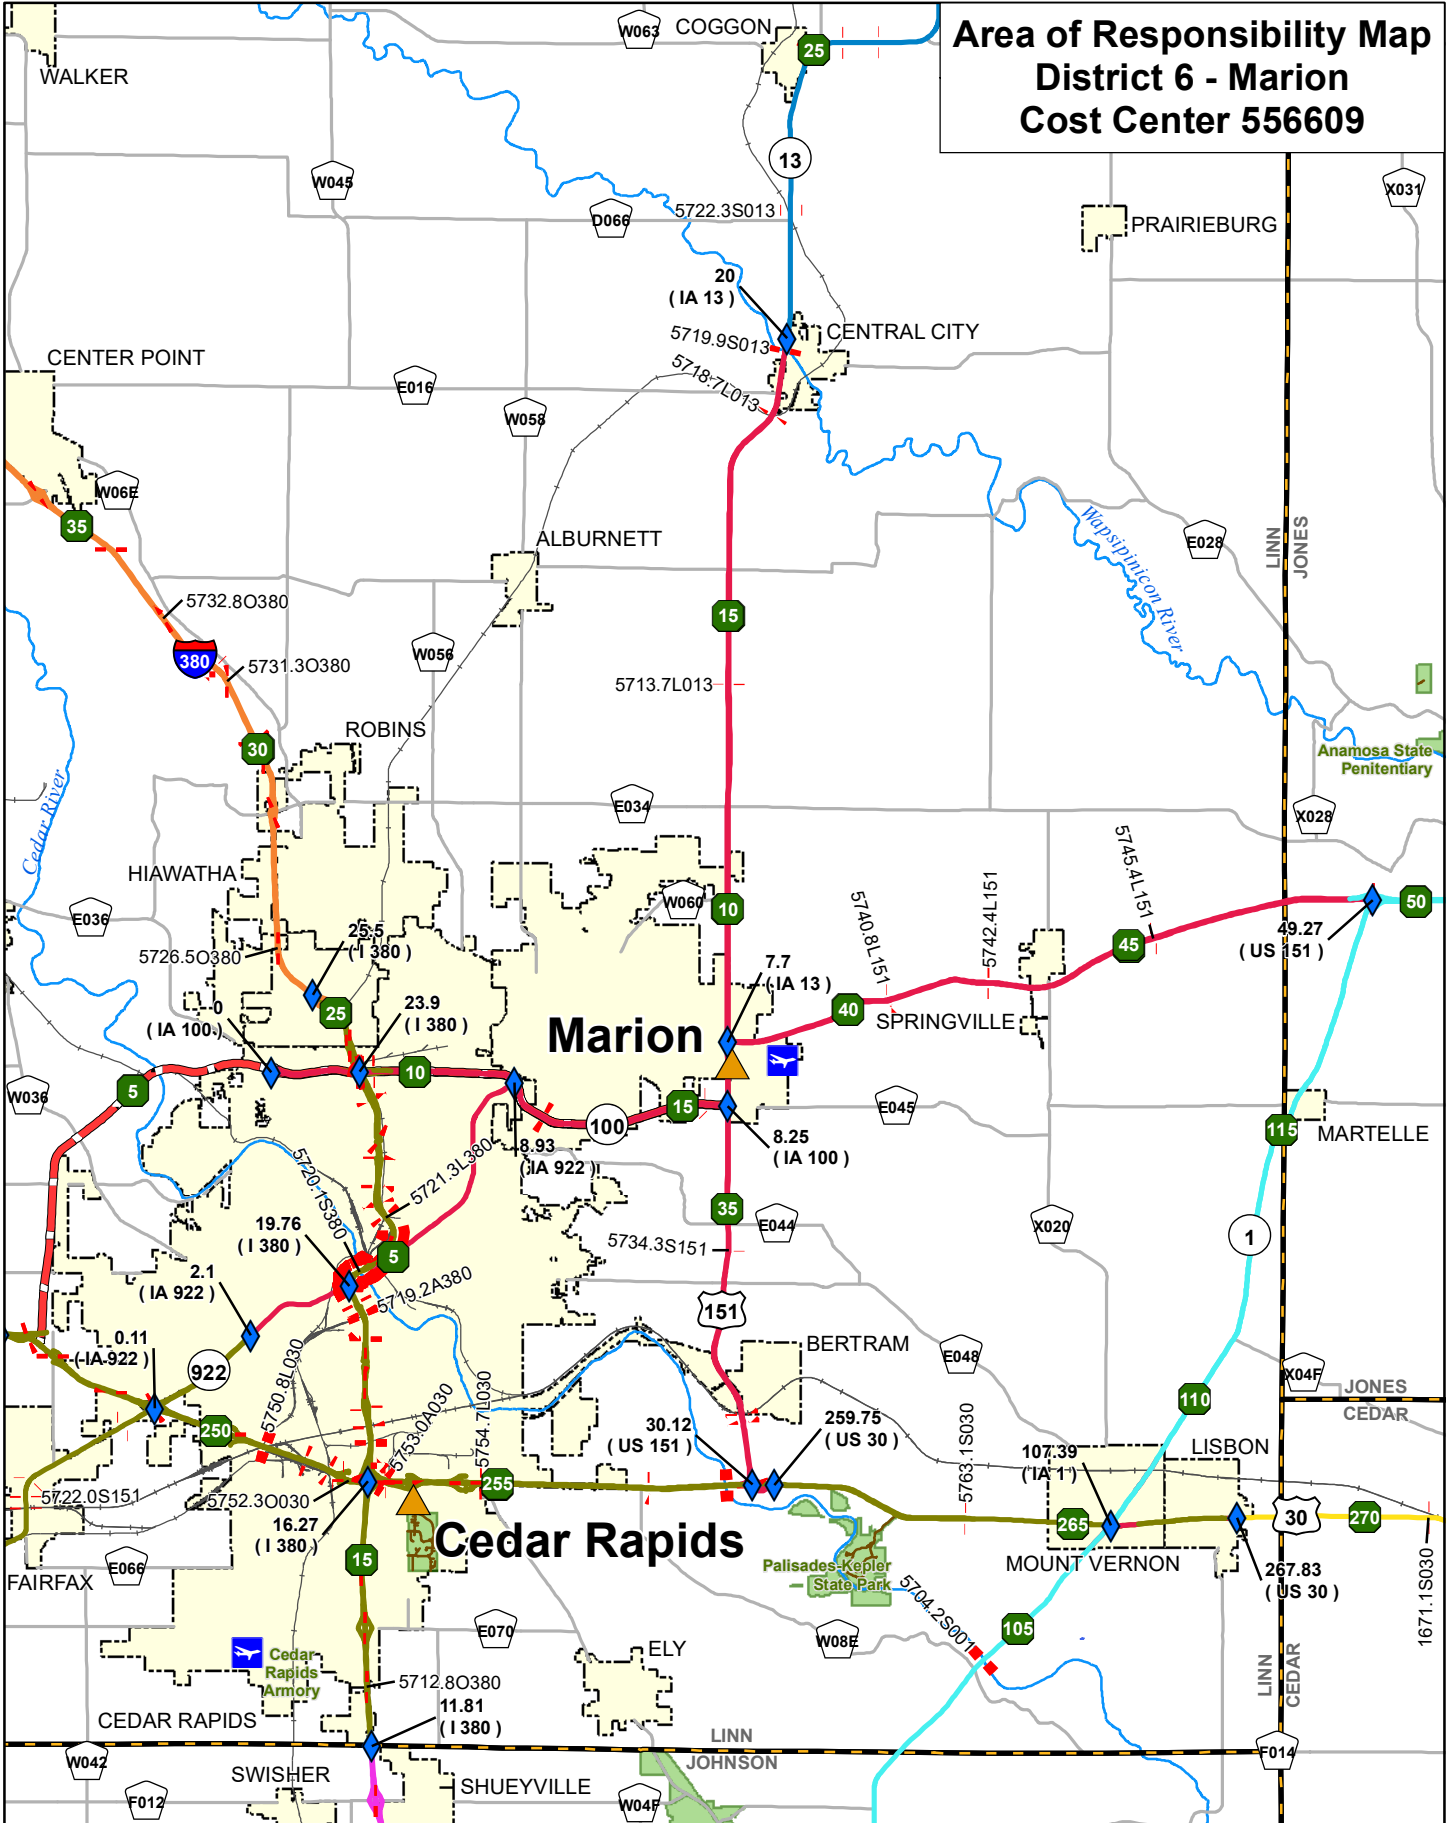 Area of Responsibility Map
District 6 - Marion
Cost Center 556609
W063
COGGON
25
WALKER
13
W045
X031
D066
5722.3S013
PRAIRIEBURG
20
( IA 13 )
5719.9S013
CENTRAL CITY
CENTER POINT
5718.7L013
E016
W058
W06E
35
ALBURNETT
Wapsipinicon River
E028
LINN
JONES
5732.8O380
15
380
5731.3O380
W056
5713.7L013
ROBINS
30
Anamosa State
Penitentiary
Cedar River
E034
X028
HIAWATHA
5745.4L151
W060
10
5740.8L151
5742.4L151
50
E036
25.5
( I 380 )
5726.5O380
45
49.27
( US 151 )
7.7
( IA 13 )
0
( IA 100 )
25
23.9
( I 380 )
40
SPRINGVILLE
Marion
5
10
W036
15
100
E045
115
MARTELLE
8.93
( IA 922 )
8.25
( IA 100 )
5720.1S380
5721.3L380
35
E044
X020
1
19.76
( I 380 )
5
5734.3S151
2.1
( IA 922 )
5719.2A380
151
0.11
( IA 922 )
BERTRAM
E048
922
X04F
JONES
CEDAR
5750.8L030
5753.0A030
5754.7L030
110
250
30.12
( US 151 )
259.75
( US 30 )
5763.1S030
107.39
( IA 1 )
LISBON
5722.0S151
5752.3O030
255
16.27
( I 380 )
265
30
270
Cedar Rapids
15
MOUNT VERNON
E066
FAIRFAX
Palisades-Kepler
State Park
267.83
( US 30 )
1671.1S030
5704.2S001
105
E070
W08E
ELY
Cedar
Rapids
Armory
5712.8O380
LINN
CEDAR
11.81
( I 380 )
CEDAR RAPIDS
LINN
JOHNSON
F014
W042
SWISHER
SHUEYVILLE
F012
W04F